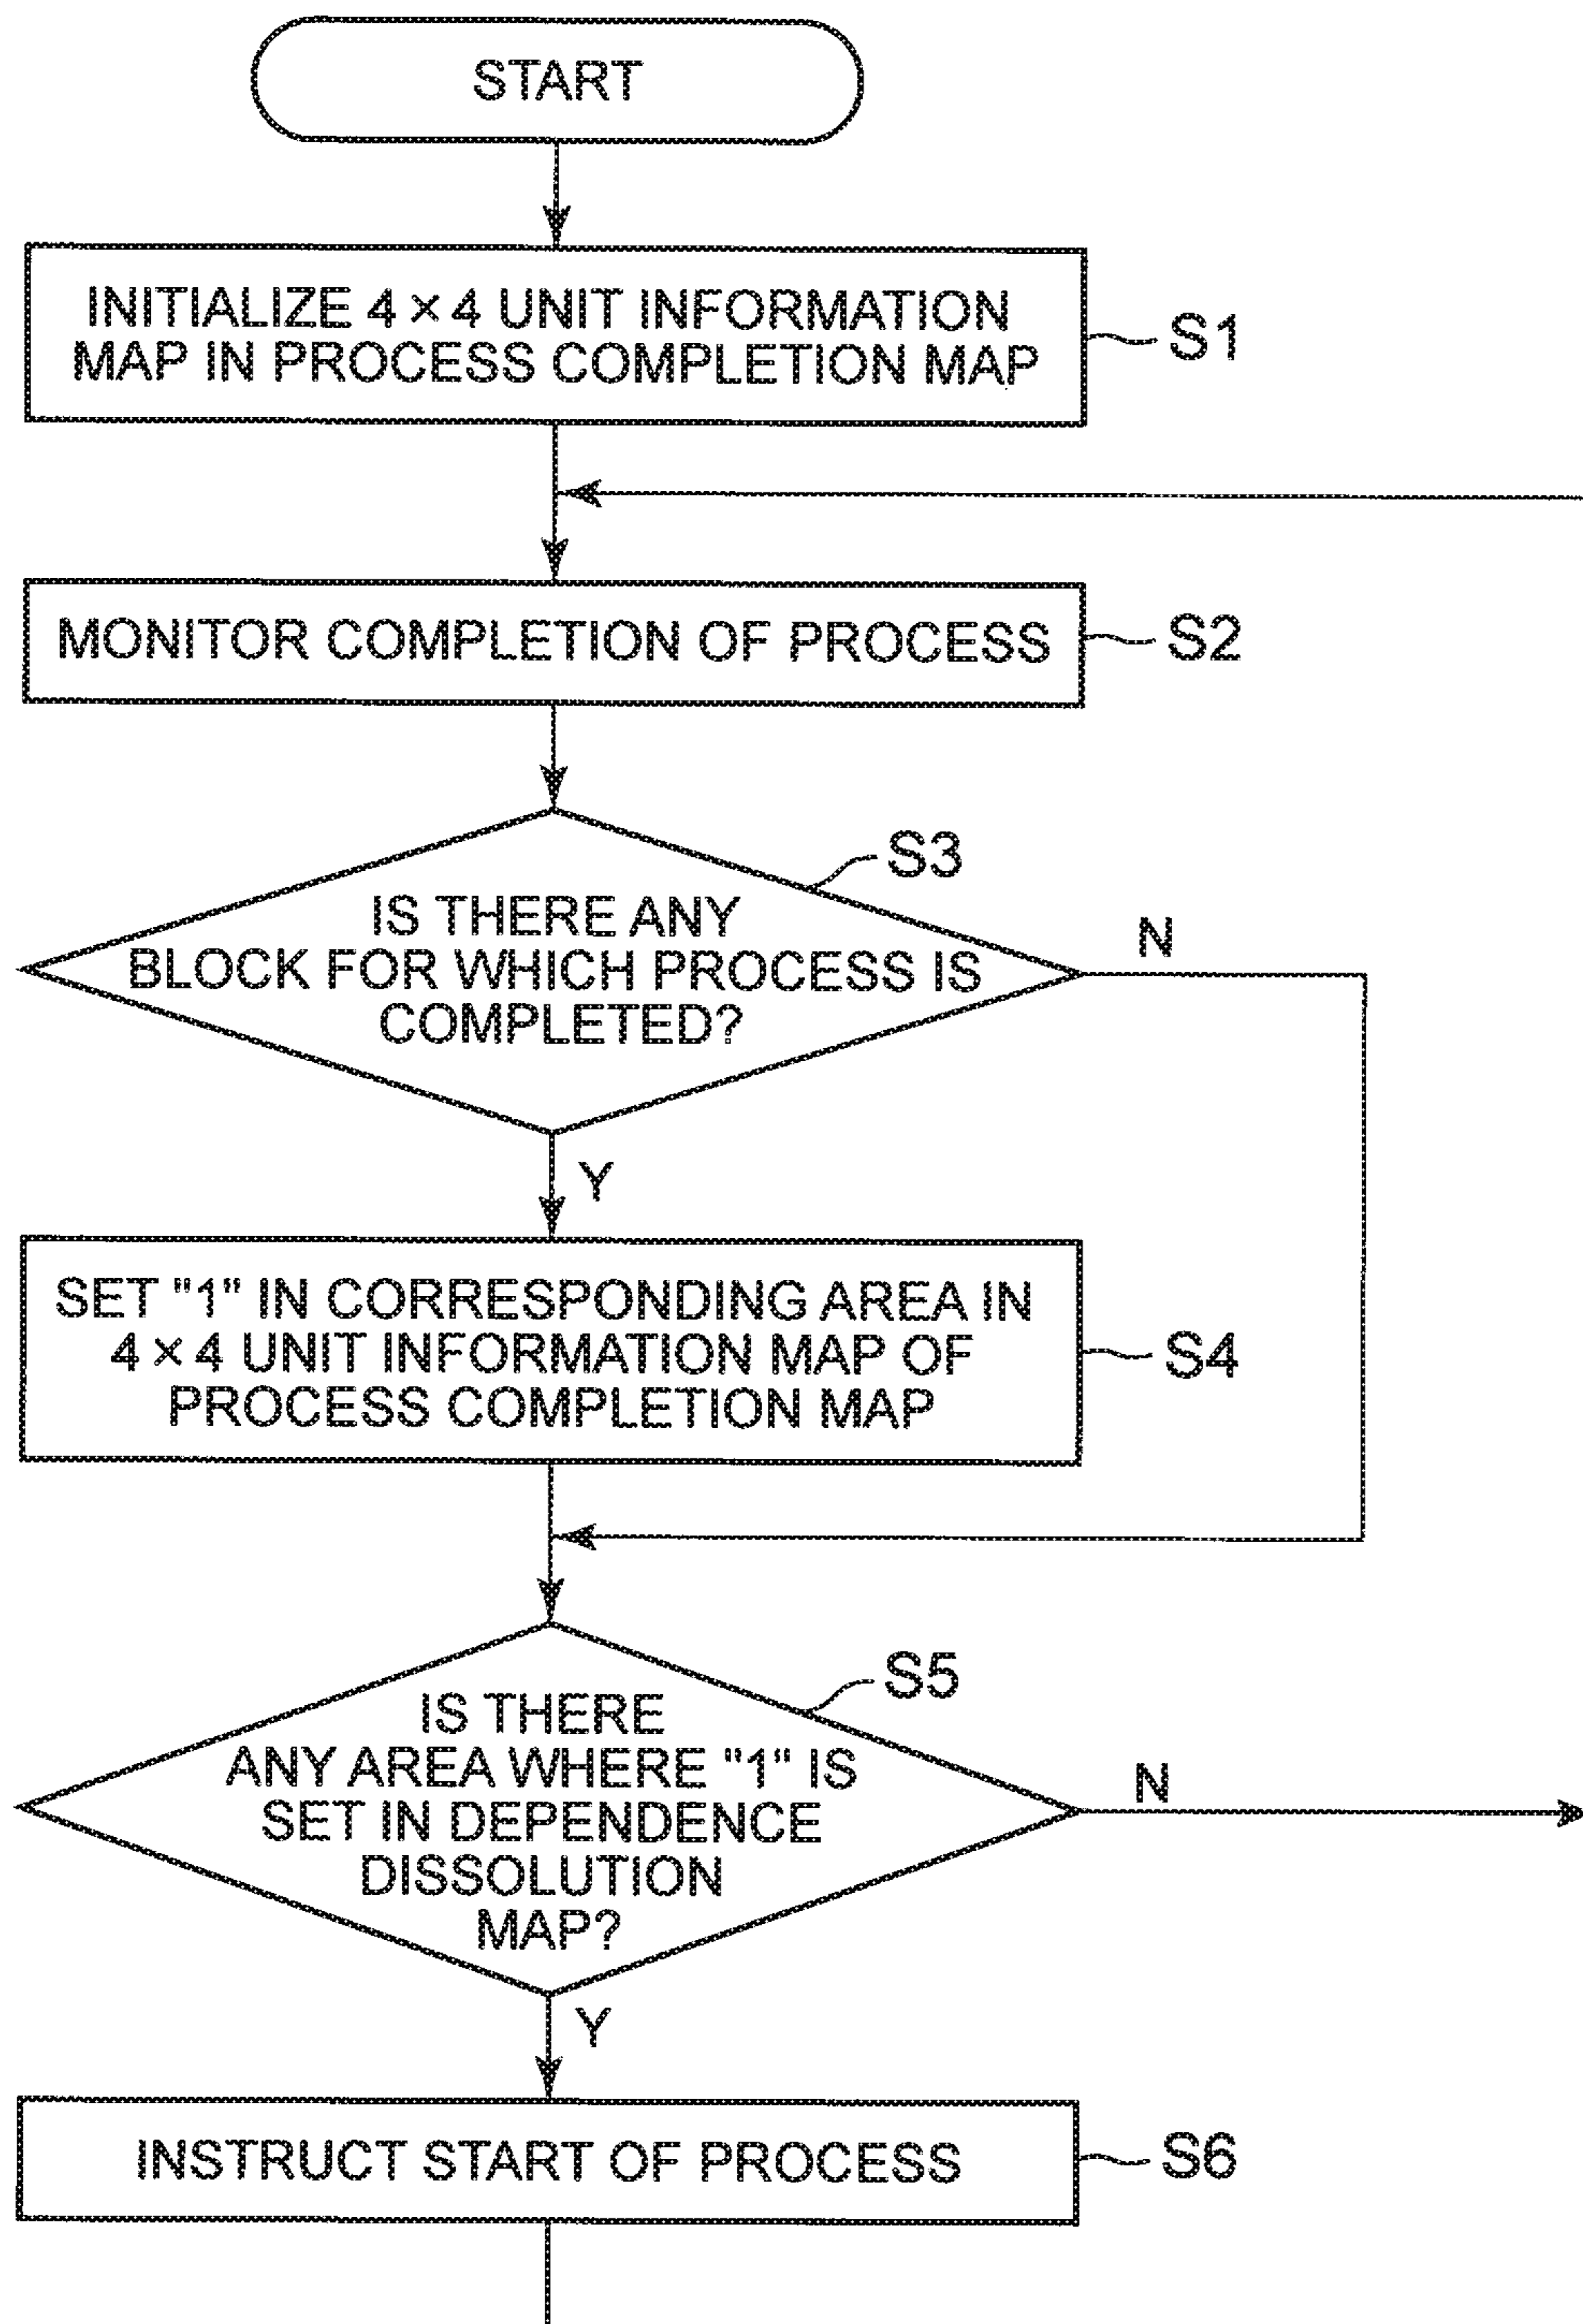 START
INITIALIZE 4 × 4 UNIT INFORMATION
MAP IN PROCESS COMPLETION MAP
S1
MONITOR COMPLETION OF PROCESS
S2
S3
IS THERE ANY
BLOCK FOR WHICH PROCESS IS
COMPLETED?
N
Y
SET "1" IN CORRESPONDING AREA IN
4 × 4 UNIT INFORMATION MAP OF
PROCESS COMPLETION MAP
S4
S5
IS THERE
ANY AREA WHERE "1" IS
SET IN DEPENDENCE
DISSOLUTION
MAP?
N
Y
INSTRUCT START OF PROCESS
S6